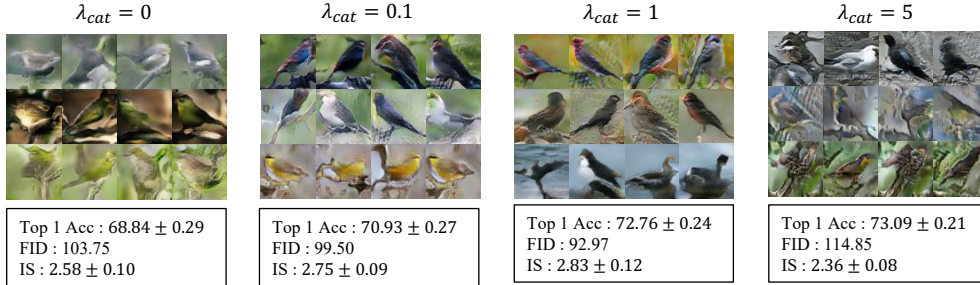 λ_cat = 0
λ_cat = 0.1
λ_cat = 1
λ_cat = 5
Top 1 Acc : 68.84 ± 0.29
FID : 103.75
IS : 2.58 ± 0.10
Top 1 Acc : 70.93 ± 0.27
FID : 99.50
IS : 2.75 ± 0.09
Top 1 Acc : 72.76 ± 0.24
FID : 92.97
IS : 2.83 ± 0.12
Top 1 Acc : 73.09 ± 0.21
FID : 114.85
IS : 2.36 ± 0.08